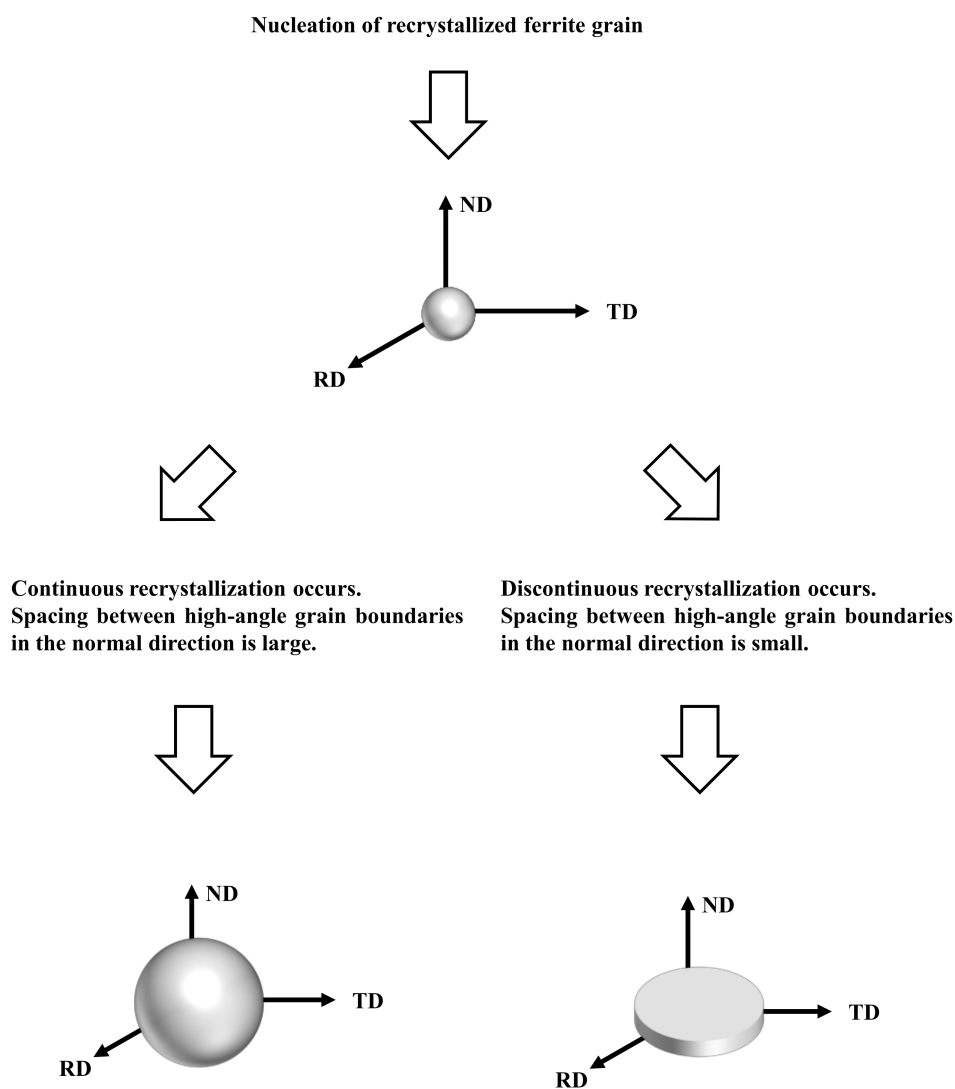 Nucleation of recrystallized ferrite grain
ND
TD
RD
Continuous recrystallization occurs.
Spacing between high-angle grain boundaries
in the normal direction is large.
Discontinuous recrystallization occurs.
Spacing between high-angle grain boundaries
in the normal direction is small.
ND
TD
RD
ND
TD
RD